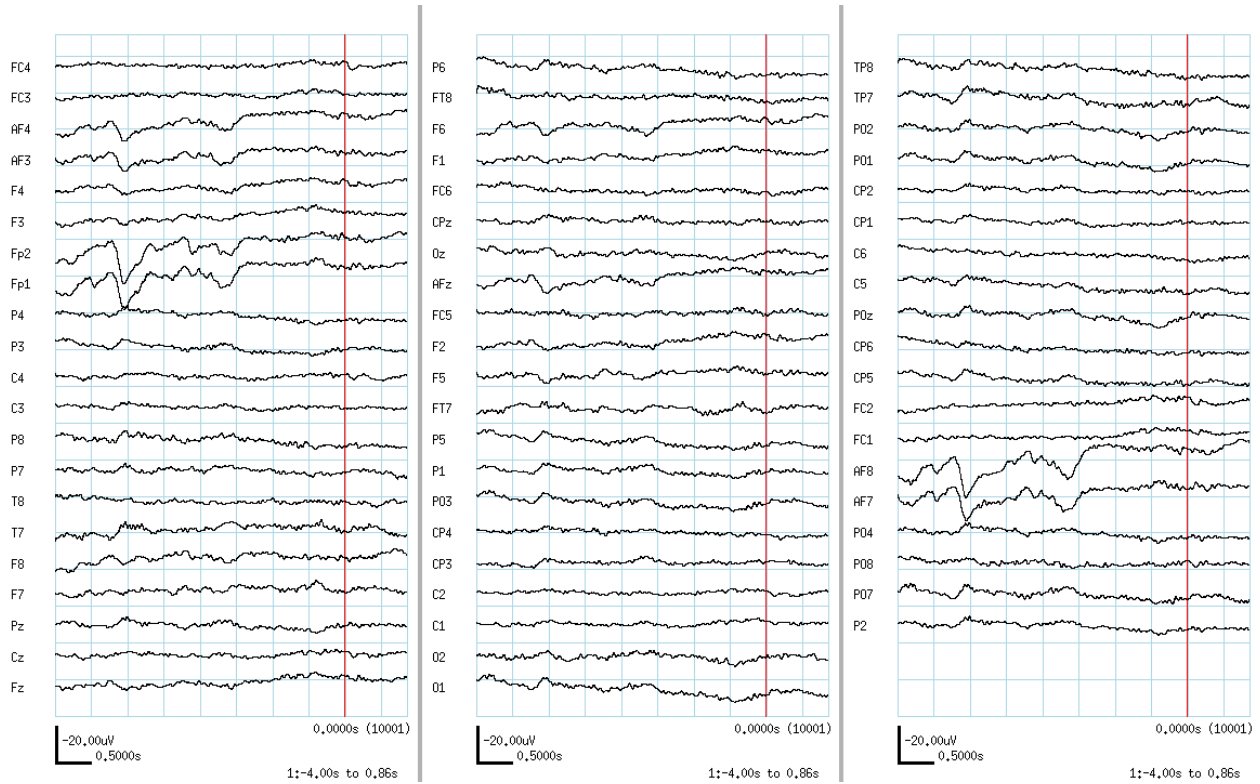 FC4
FC3
AF4
AF3
F4
F3
Fp2
Fp1
P4
P3
C4
C3
P8
P7
T8
T7
F8
F7
Pz
Cz
Fz
-20.00uV
0.5000s
0.0000s (10001)
1:-4.00s to 0.86s
P6
FT8
F6
F1
FC6
CPz
Oz
AFz
FC5
F2
F5
FT7
P5
P1
PO3
CP4
CP3
C2
C1
O2
O1
-20.00uV
0.5000s
0.0000s (10001)
1:-4.00s to 0.86s
TP8
TP7
PO2
PO1
CP2
CP1
C6
C5
POz
CP6
CP5
FC2
FC1
AF8
AF7
PO4
PO8
PO7
P2
-20.00uV
0.5000s
0.0000s (10001)
1:-4.00s to 0.86s